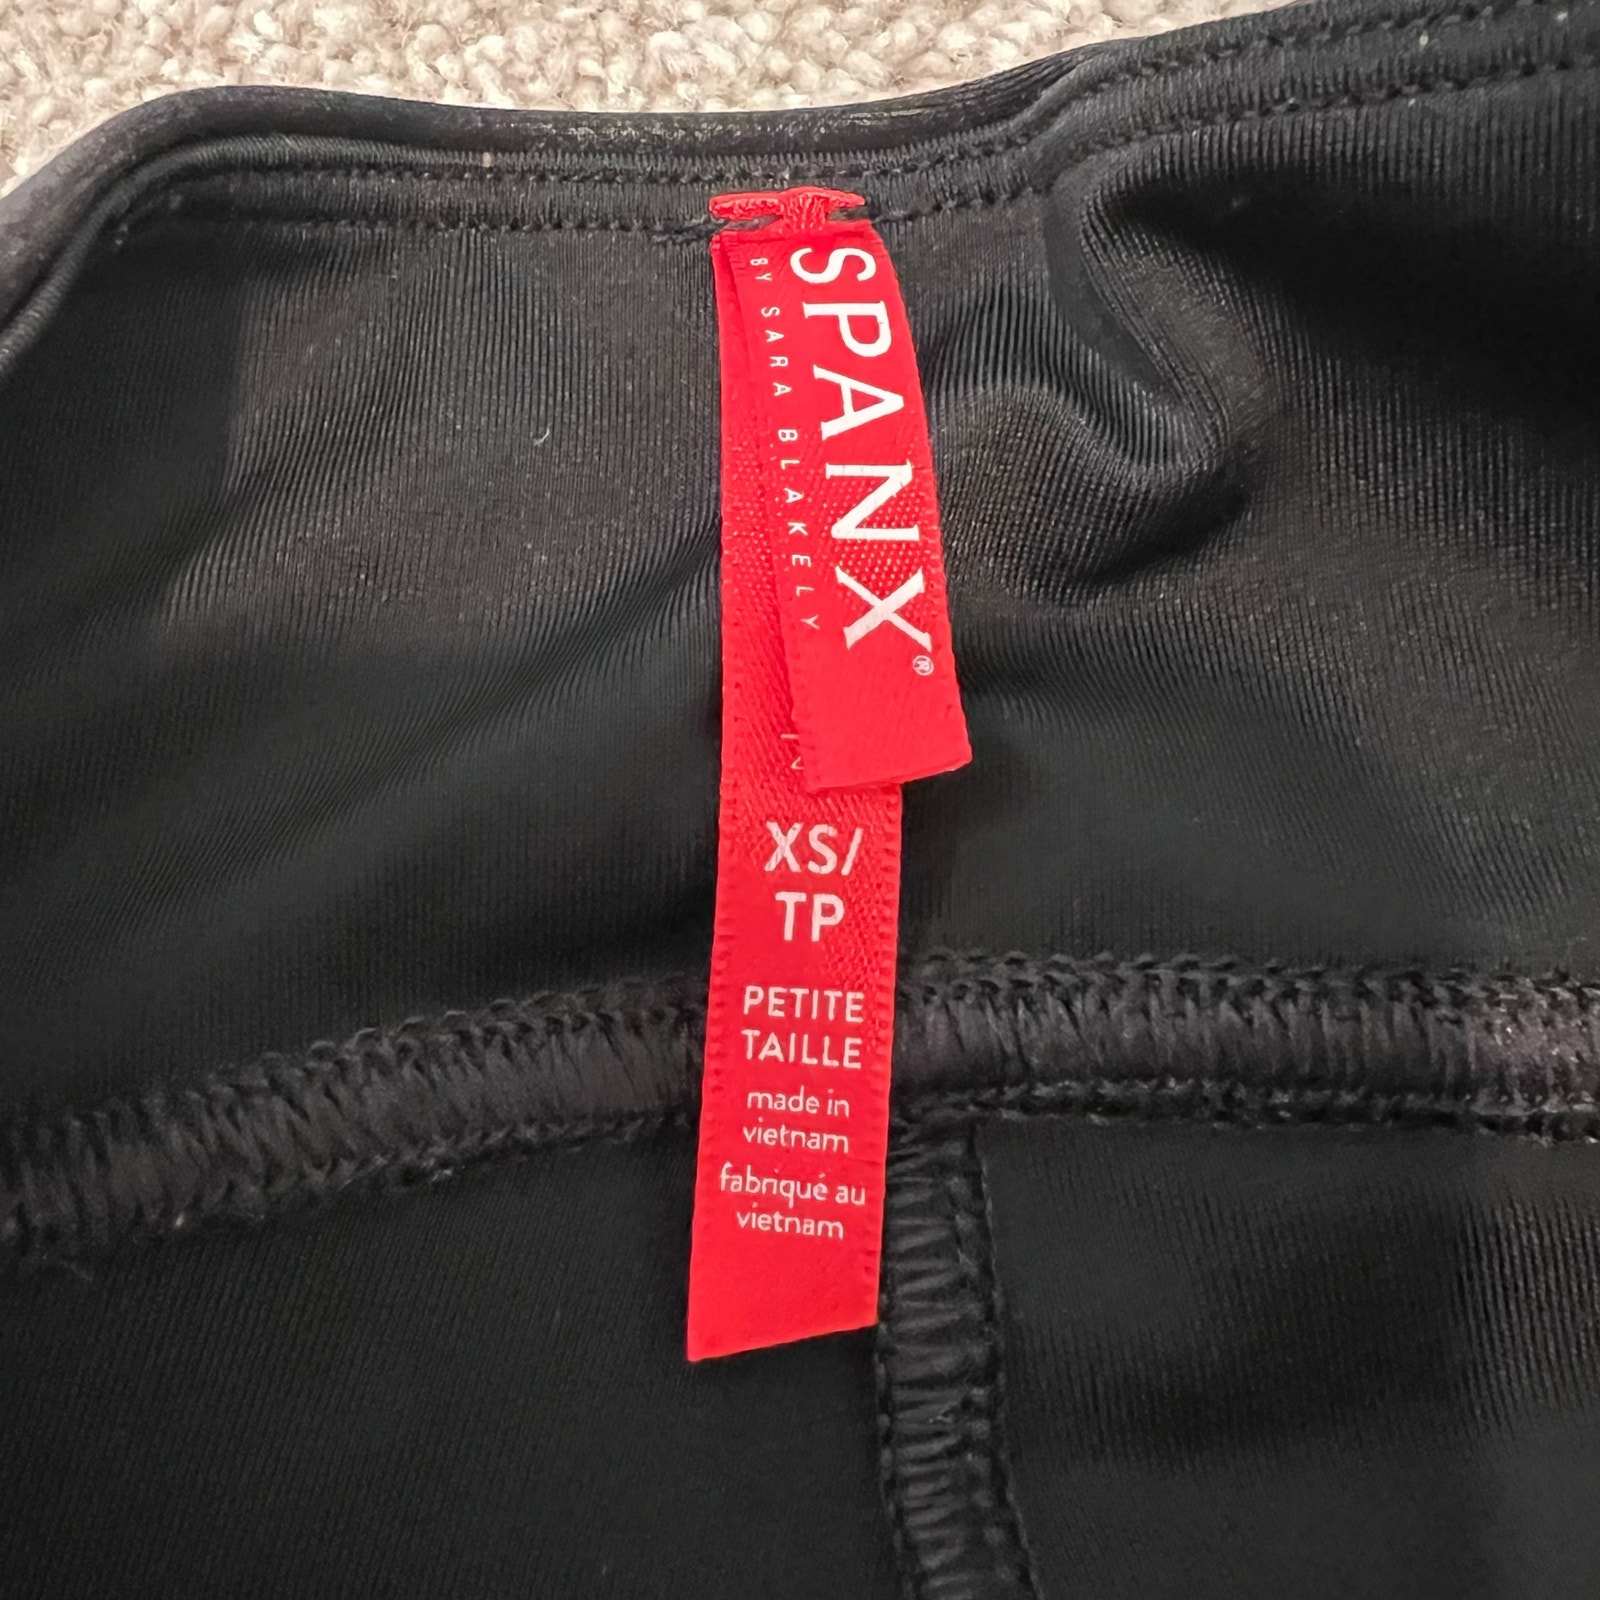 SPANX®
BY SARA BLAKELY
XS/
TP
PETITE
TAILLE
made in
vietnam
fabriqué au
vietnam